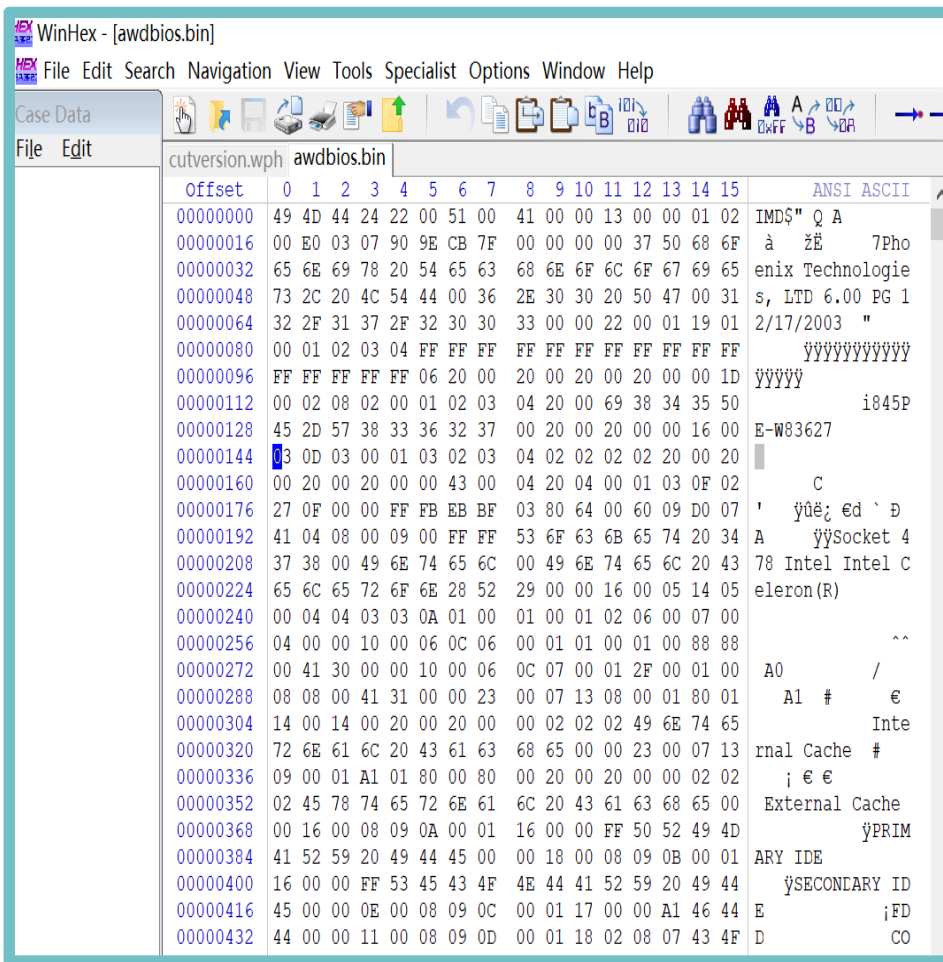 WinHex - [awdbios.bin]
File Edit Search Navigation View Tools Specialist Options Window Help
Case Data
File Edit
cutversion.wph awdbios.bin
Offset 0 1 2 3 4 5 6 7 8 9 10 11 12 13 14 15 ANSI ASCII
00000000 49 4D 44 24 22 00 51 00 41 00 00 13 00 00 01 02 IMD$" Q A
00000016 00 E0 03 07 90 9E CB 7F 00 00 00 00 37 50 68 6F à žË 7Pho
00000032 65 6E 69 78 20 54 65 63 68 6E 6F 6C 6F 67 69 65 enix Technologie
00000048 73 2C 20 4C 54 44 00 36 2E 30 30 20 50 47 00 31 s, LTD 6.00 PG 1
00000064 32 2F 31 37 2F 32 30 30 33 00 00 22 00 01 19 01 2/17/2003 "
00000080 00 01 02 03 04 FF FF FF FF FF FF FF FF FF FF FF ÿÿÿÿÿÿÿÿÿÿÿ
00000096 FF FF FF FF FF 06 20 00 20 00 20 00 20 00 00 1D ÿÿÿÿÿ
00000112 00 02 08 02 00 01 02 03 04 20 00 69 38 34 35 50 i845P
00000128 45 2D 57 38 33 36 32 37 00 20 00 20 00 00 16 00 E-W83627
00000144 03 0D 03 00 01 03 02 03 04 02 02 02 02 20 00 20
00000160 00 20 00 20 00 00 43 00 04 20 04 00 01 03 0F 02 C
00000176 27 0F 00 00 FF FB EB BF 03 80 64 00 60 09 D0 07 ' ÿûë¿ €d ` Ð
00000192 41 04 08 00 09 00 FF FF 53 6F 63 6B 65 74 20 34 A ÿÿSocket 4
00000208 37 38 00 49 6E 74 65 6C 00 49 6E 74 65 6C 20 43 78 Intel Intel C
00000224 65 6C 65 72 6F 6E 28 52 29 00 00 16 00 05 14 05 eleron(R)
00000240 00 04 04 03 03 0A 01 00 01 00 01 02 06 00 07 00
00000256 04 00 00 10 00 06 0C 06 00 01 01 00 01 00 88 88 ˆˆ
00000272 00 41 30 00 00 10 00 06 0C 07 00 01 2F 00 01 00 A0 /
00000288 08 08 00 41 31 00 00 23 00 07 13 08 00 01 80 01 A1 # €
00000304 14 00 14 00 20 00 20 00 00 02 02 02 49 6E 74 65 Inte
00000320 72 6E 61 6C 20 43 61 63 68 65 00 00 23 00 07 13 rnal Cache #
00000336 09 00 01 A1 01 80 00 80 00 20 00 20 00 00 02 02 ¡ € €
00000352 02 45 78 74 65 72 6E 61 6C 20 43 61 63 68 65 00 External Cache
00000368 00 16 00 08 09 0A 00 01 16 00 00 FF 50 52 49 4D ÿPRIM
00000384 41 52 59 20 49 44 45 00 00 18 00 08 09 0B 00 01 ARY IDE
00000400 16 00 00 FF 53 45 43 4F 4E 44 41 52 59 20 49 44 ÿSECONDARY ID
00000416 45 00 00 0E 00 08 09 0C 00 01 17 00 00 A1 46 44 E ¡FD
00000432 44 00 00 11 00 08 09 0D 00 01 18 02 08 07 43 4F D CO